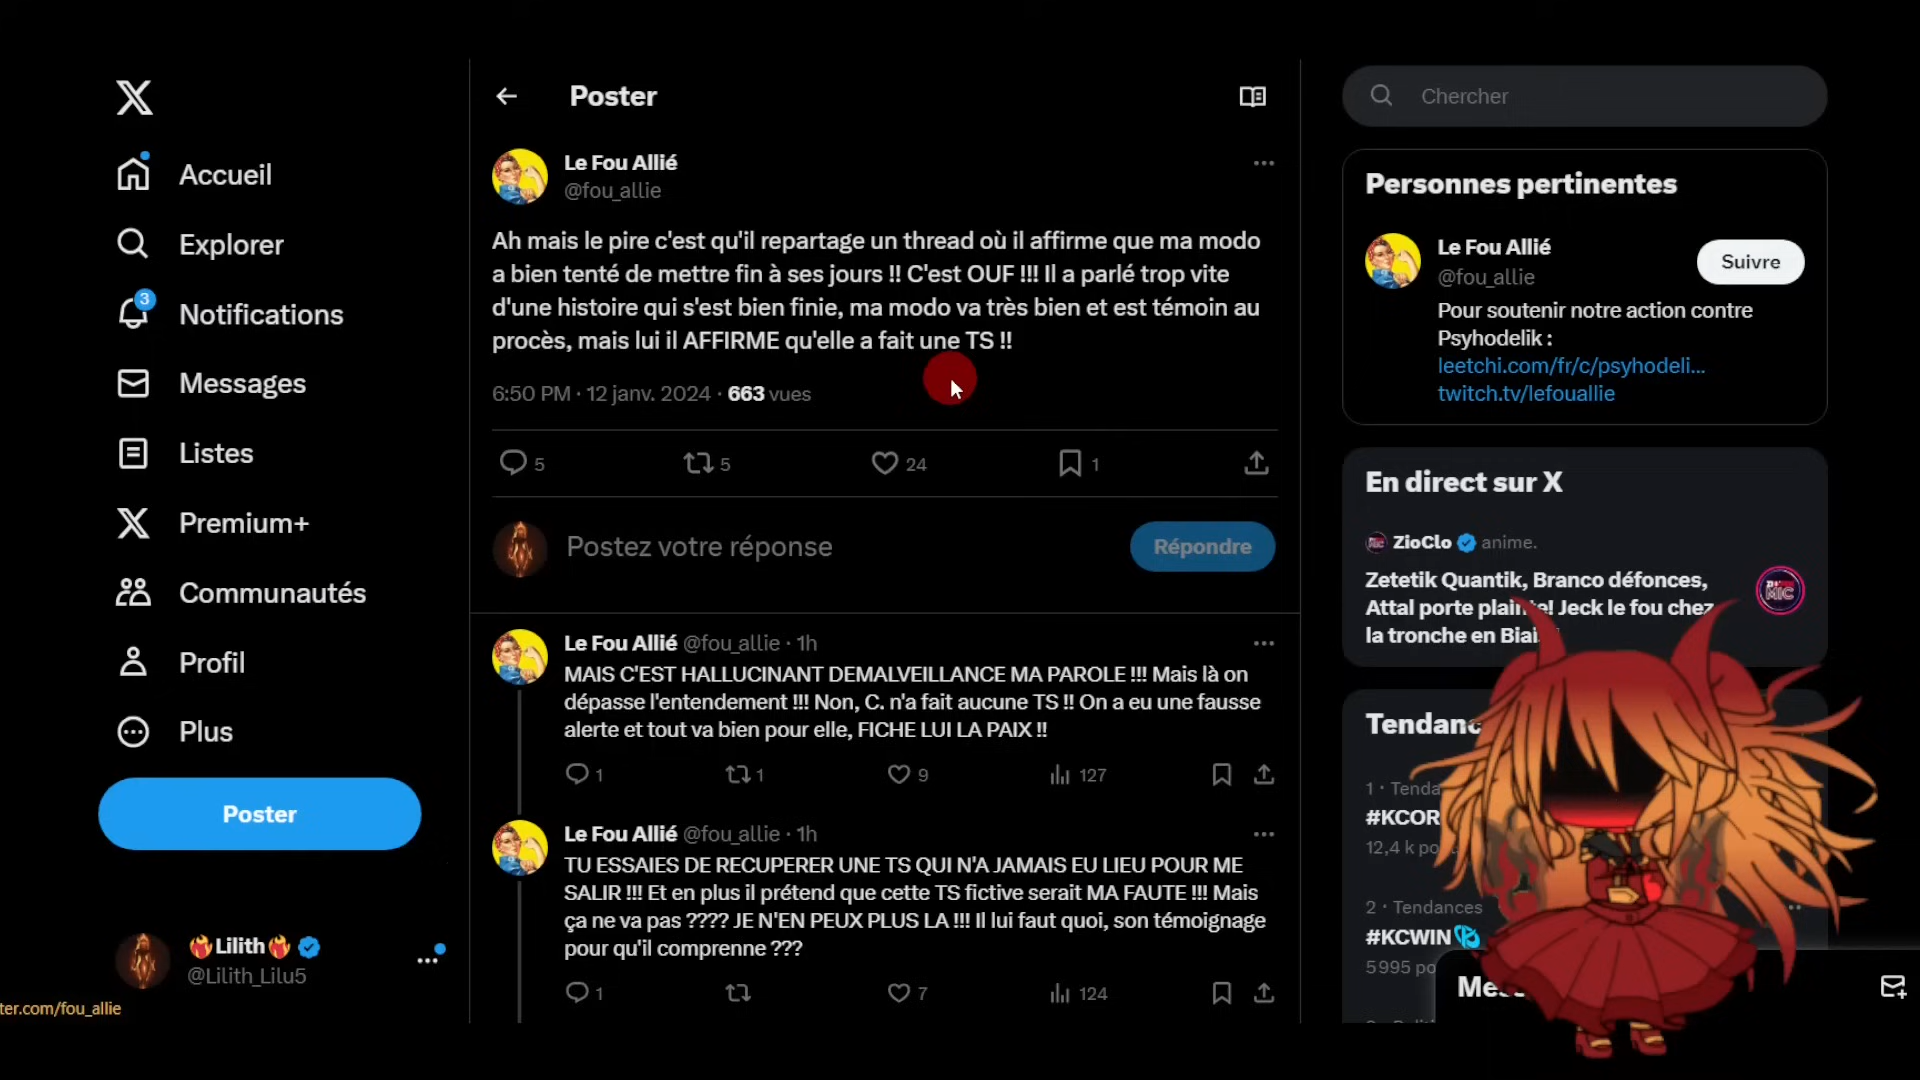 Accueil
Explorer
3
Notifications
Messages
Listes
Premium+
Communautés
Profil
Plus
Poster
Lilith
@Lilith_Lilu5
ter.com/fou_allie
Poster
Le Fou Allié
@fou_allie
Ah mais le pire c'est qu'il repartage un thread où il affirme que ma modo
a bien tenté de mettre fin à ses jours !! C'est OUF !!! Il a parlé trop vite
d'une histoire qui s'est bien finie, ma modo va très bien et est témoin au
procès, mais lui il AFFIRME qu'elle a fait une TS !!
6:50 PM · 12 janv. 2024 · 663 vues
5 5 24 1
Postez votre réponse
Répondre
Le Fou Allié @fou_allie · 1h
MAIS C'EST HALLUCINANT DEMALVEILLANCE MA PAROLE !!! Mais là on
dépasse l'entendement !!! Non, C. n'a fait aucune TS !! On a eu une fausse
alerte et tout va bien pour elle, FICHE LUI LA PAIX !!
1 1 9 127
Le Fou Allié @fou_allie · 1h
TU ESSAIES DE RECUPERER UNE TS QUI N'A JAMAIS EU LIEU POUR ME
SALIR !!! Et en plus il prétend que cette TS fictive serait MA FAUTE !!! Mais
ça ne va pas ???? JE N'EN PEUX PLUS LA !!! Il lui faut quoi, son témoignage
pour qu'il comprenne ???
1 7 124
Chercher
Personnes pertinentes
Le Fou Allié
@fou_allie
Suivre
Pour soutenir notre action contre
Psyhodelik :
leetchi.com/fr/c/psyhodeli...
twitch.tv/lefouallie
En direct sur X
ZioClo anime.
Zetetik Quantik, Branco défonces,
Attal porte plainte! Jeck le fou chez
la tronche en Biai
MIC
Tendanc
1 · Tenda
#KCOR
12,4 k po
2 · Tendances
#KCWIN
5 995 po
Mes